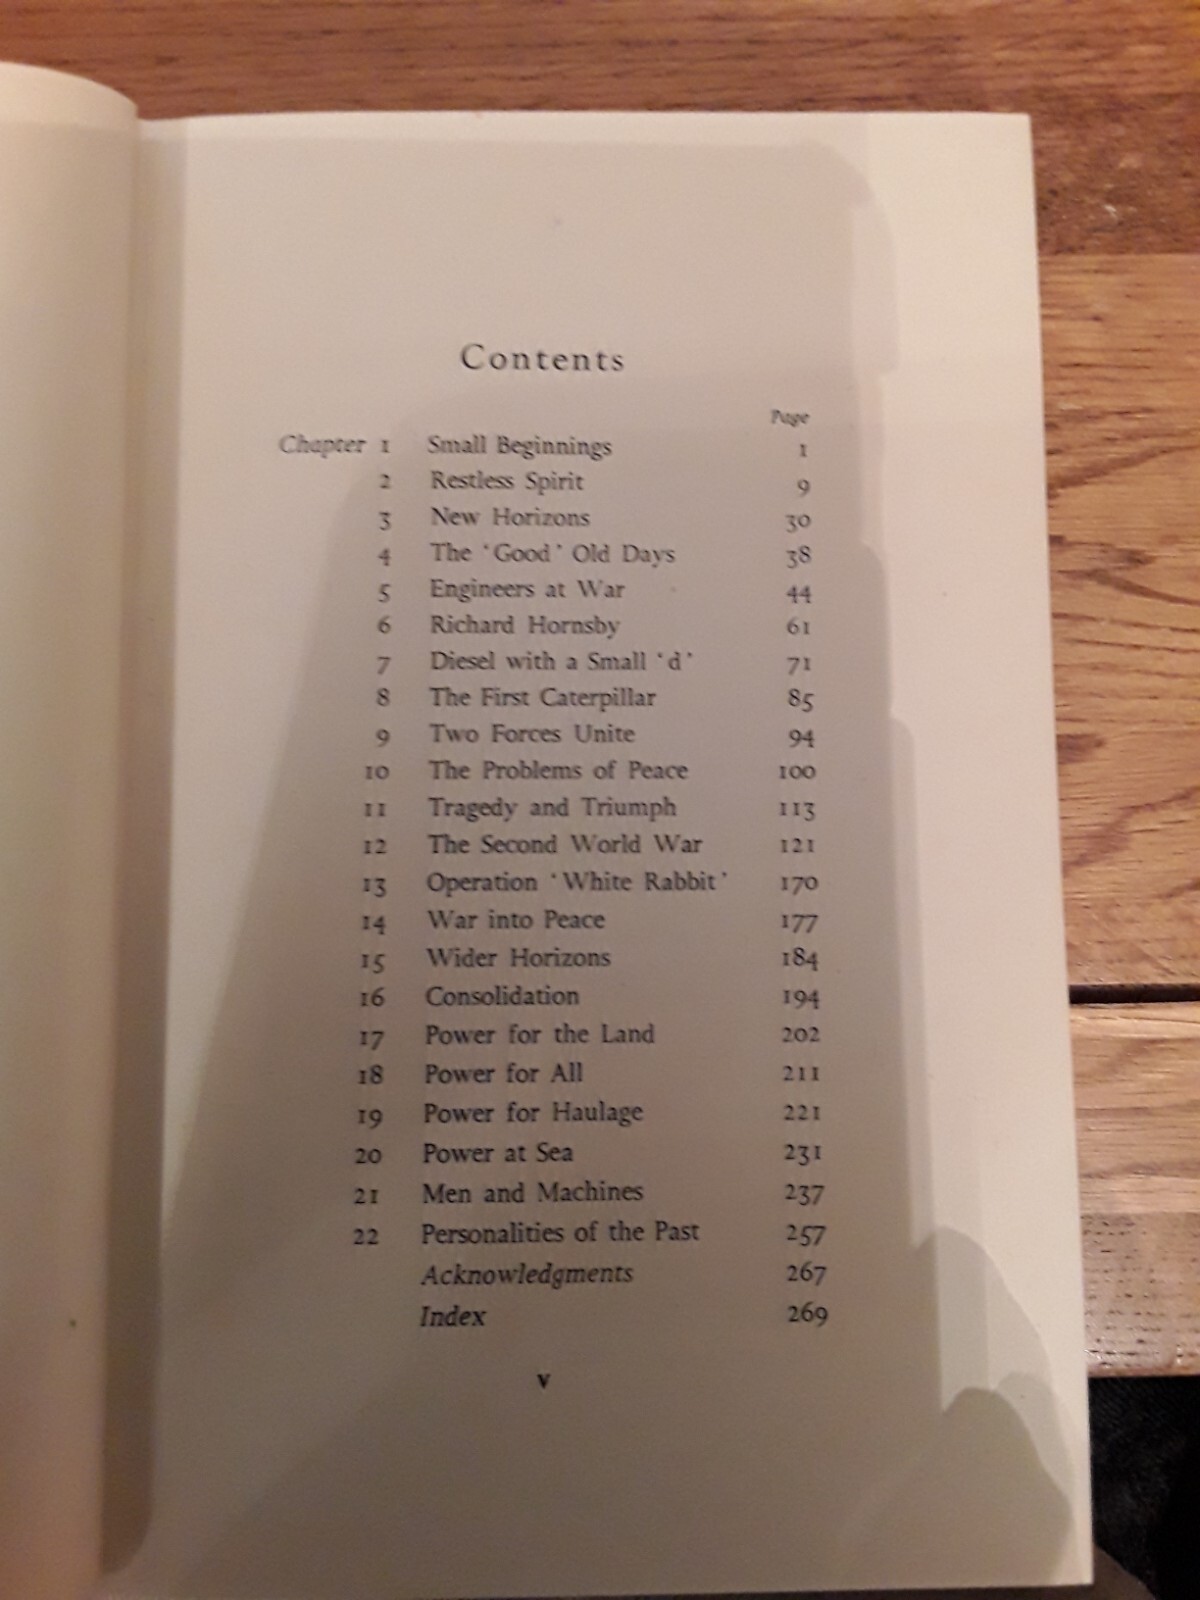 Contents
Page
Chapter 1 Small Beginnings 1
2 Restless Spirit 9
3 New Horizons 30
4 The 'Good' Old Days 38
5 Engineers at War 44
6 Richard Hornsby 61
7 Diesel with a Small 'd' 71
8 The First Caterpillar 85
9 Two Forces Unite 94
10 The Problems of Peace 100
11 Tragedy and Triumph 113
12 The Second World War 121
13 Operation 'White Rabbit' 170
14 War into Peace 177
15 Wider Horizons 184
16 Consolidation 194
17 Power for the Land 202
18 Power for All 211
19 Power for Haulage 221
20 Power at Sea 231
21 Men and Machines 237
22 Personalities of the Past 257
Acknowledgments 267
Index 269
v